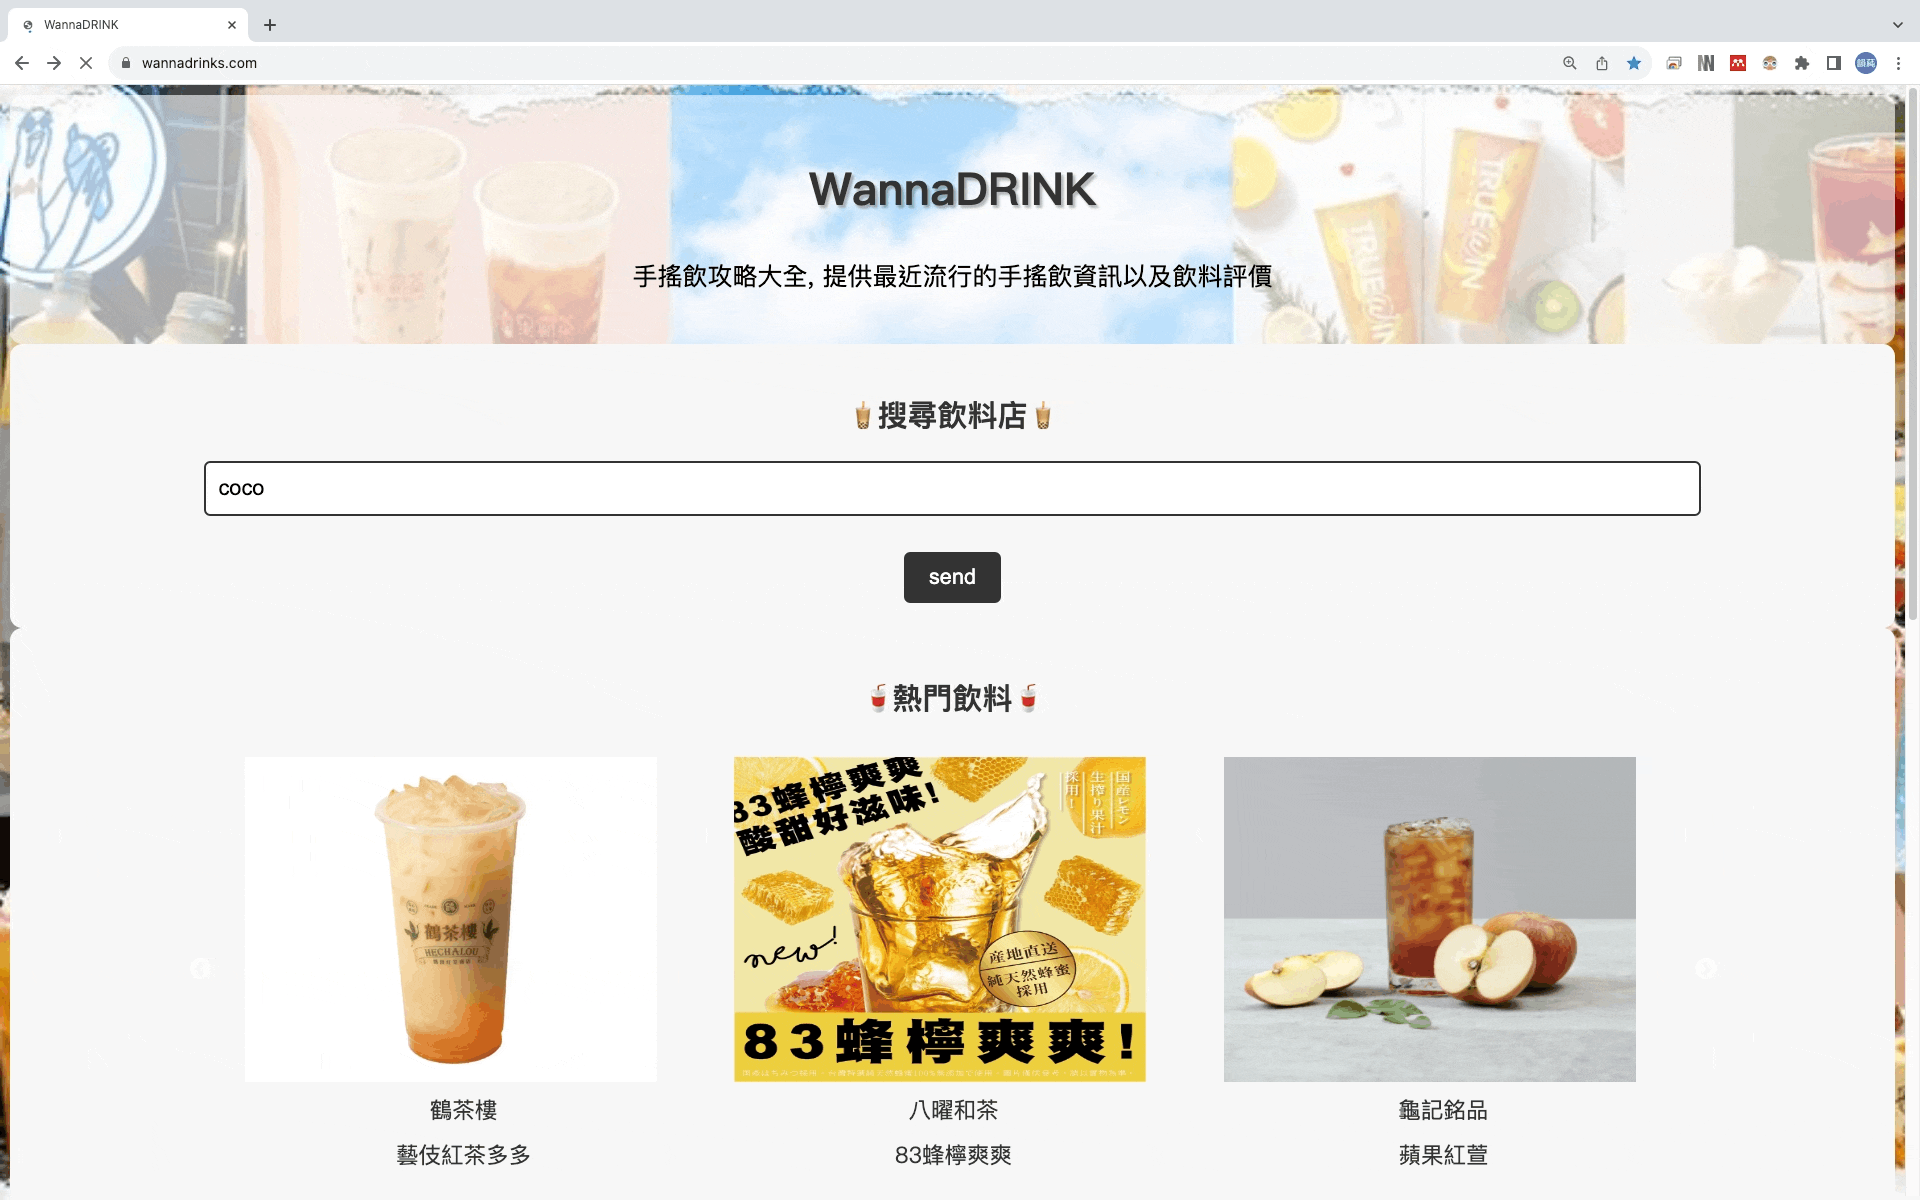 WannaDRINK
wannadrinks.com
WannaDRINK
手搖飲攻略大全, 提供最近流行的手搖飲資訊以及飲料評價
TRUE
TRUE
搜尋飲料店
coco
send
熱門飲料
鶴茶樓
HECHALOU
83蜂檸爽爽
酸甜好滋味!
国産レモン
生搾り果汁
採用!
new!
産地直送
純天然蜂蜜
採用
83蜂檸爽爽!
鶴茶樓
八曜和茶
龜記銘品
藝伎紅茶多多
83蜂檸爽爽
蘋果紅萱